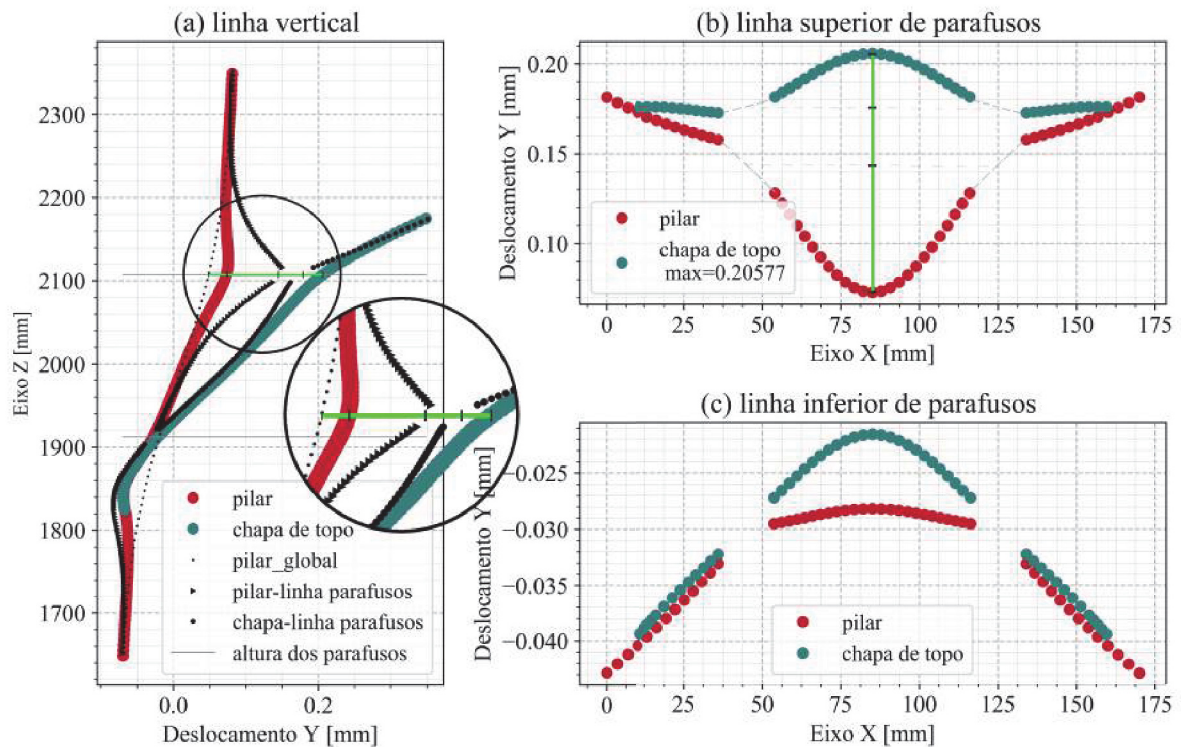 (a) linha vertical
2300
2200
2100
2000
1900
1800
1700
Eixo Z [mm]
0.0
0.2
Deslocamento Y [mm]
pilar
chapa de topo
pilar_global
pilar-linha parafusos
chapa-linha parafusos
altura dos parafusos
(b) linha superior de parafusos
0.20
0.15
0.10
Deslocamento Y [mm]
pilar
chapa de topo
max=0.20577
0
25
50
75
100
125
150
175
Eixo X [mm]
(c) linha inferior de parafusos
−0.025
−0.030
−0.035
−0.040
Deslocamento Y [mm]
pilar
chapa de topo
0
25
50
75
100
125
150
175
Eixo X [mm]